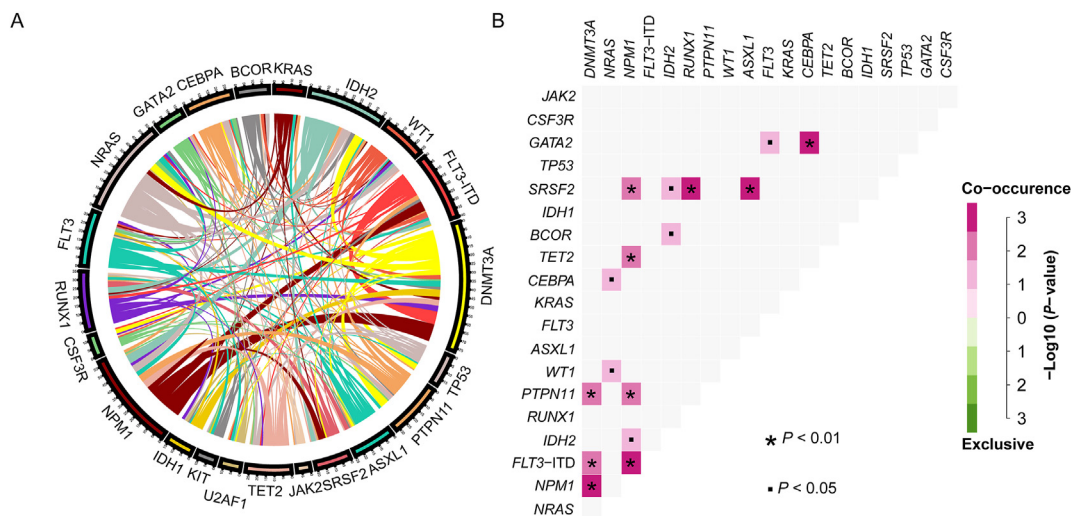 A
KRAS
IDH2
WT1
FLT3-ITD
DNMT3A
TP53
PTPN11
ASXL1
SRSF2
JAK2
TET2
U2AF1
KIT
IDH1
NPM1
CSF3R
RUNX1
FLT3
NRAS
GATA2
CEBPA
BCOR
B
DNMT3A
NRAS
NPM1
FLT3-ITD
IDH2
RUNX1
PTPN11
WT1
ASXL1
FLT3
KRAS
CEBPA
TET2
BCOR
IDH1
SRSF2
TP53
GATA2
CSF3R
JAK2
CSF3R
GATA2
TP53
SRSF2
IDH1
BCOR
TET2
CEBPA
KRAS
FLT3
ASXL1
WT1
PTPN11
RUNX1
IDH2
FLT3-ITD
NPM1
NRAS
* P < 0.01
▪ P < 0.05
Co-occurence
3
2
1
0
1
2
3
-Log10 (P-value)
Exclusive